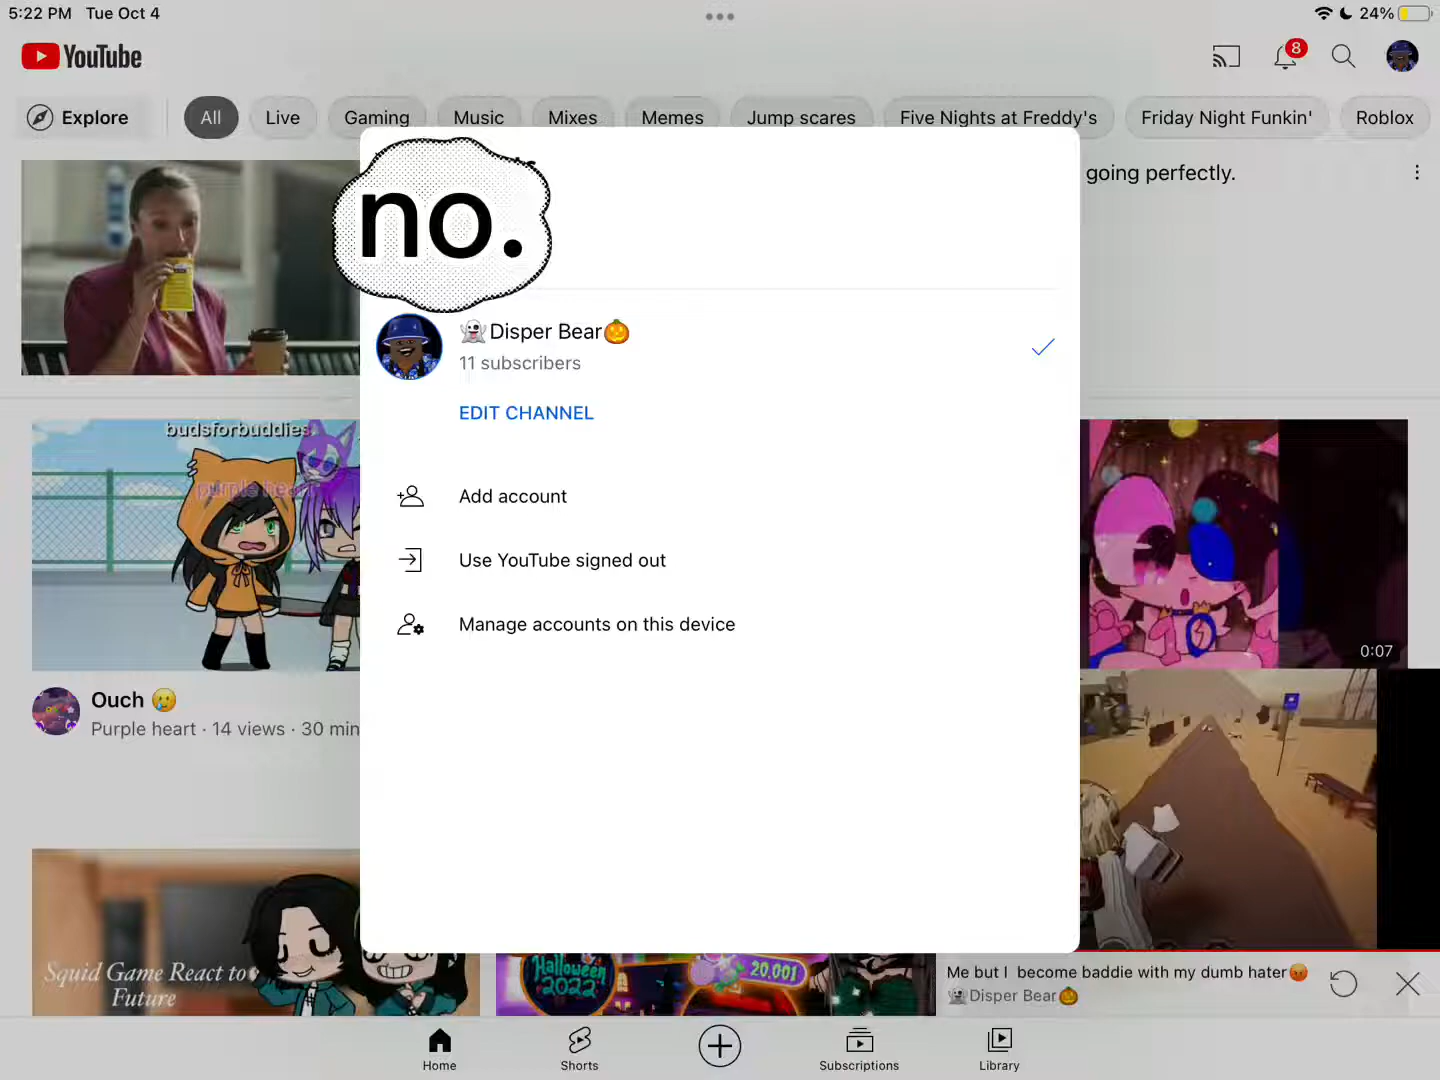 5:22 PM Tue Oct 4
24%
YouTube
8
Explore
All
Live
Gaming
Music
Mixes
Memes
Jump scares
Five Nights at Freddy's
Friday Night Funkin'
Roblox
going perfectly.
no.
👻Disper Bear🎃
11 subscribers
EDIT CHANNEL
Add account
Use YouTube signed out
Manage accounts on this device
budsforbuddies
purple heart
0:07
Ouch 🥲
Purple heart · 14 views · 30 min
Squid Game React to
Future
Halloween
2022
20,001
Me but I become baddie with my dumb hater😡
👻Disper Bear🎃
Home
Shorts
Subscriptions
Library